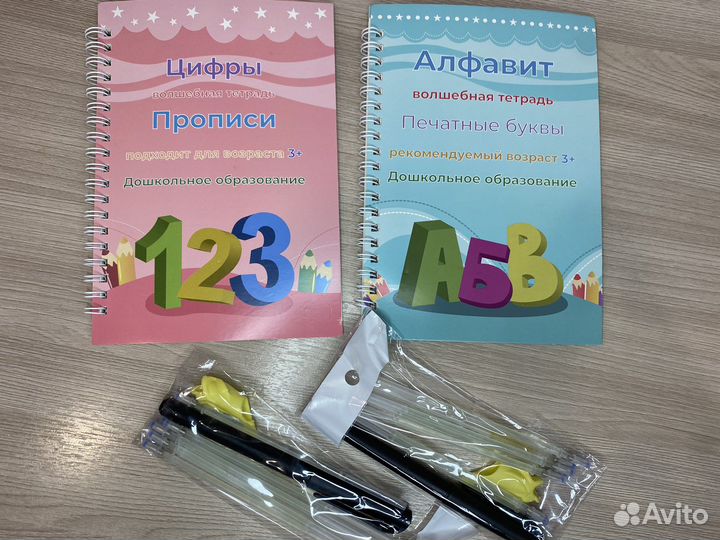 Цифры
волшебная тетрадь
Прописи
подходит для возраста 3+
Дошкольное образование
123
Алфавит
волшебная тетрадь
Печатные буквы
рекомендуемый возраст 3+
Дошкольное образование
АБВ
Avito